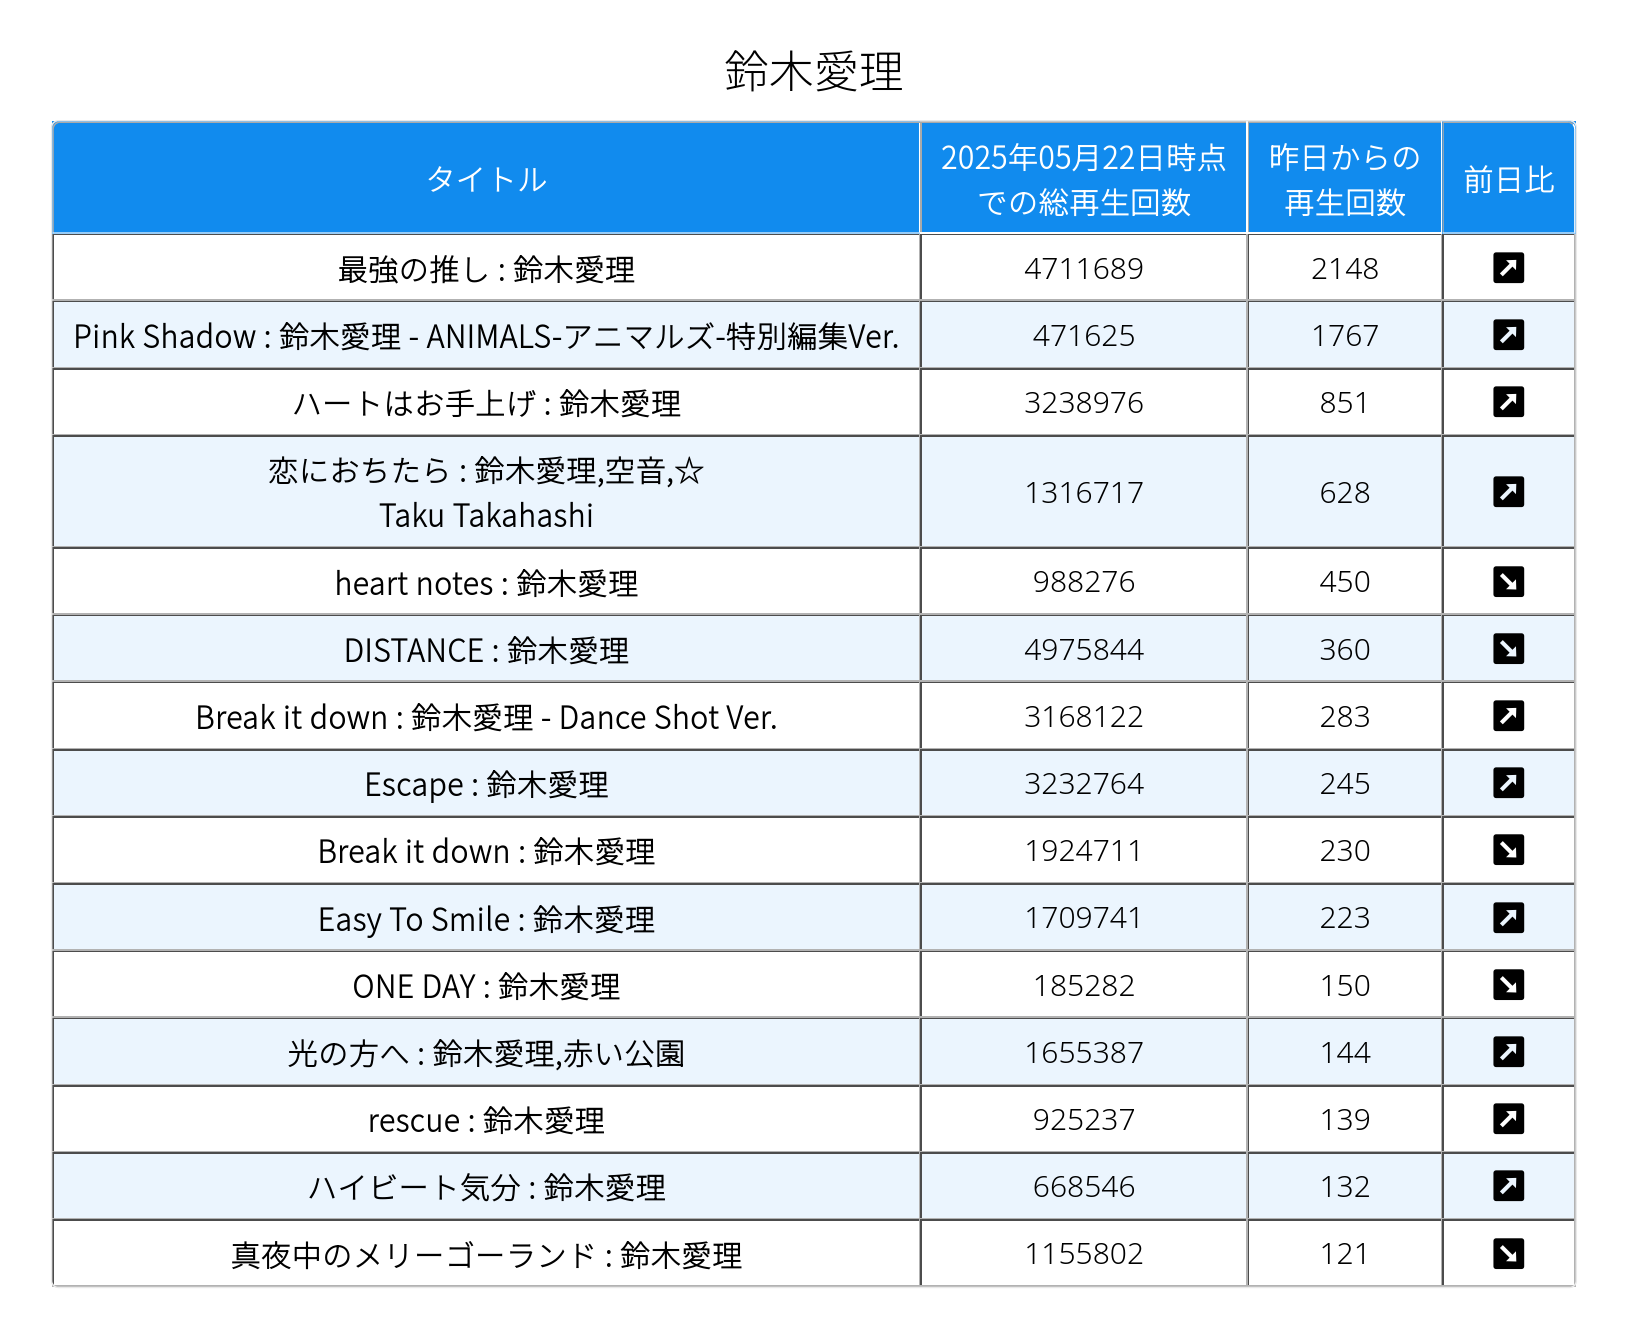 鈴木愛理
タイトル
2025年05月22日時点
での総再生回数
昨日からの
再生回数
前日比
最強の推し : 鈴木愛理 4711689 2148
Pink Shadow : 鈴木愛理 - ANIMALS-アニマルズ-特別編集Ver. 471625 1767
ハートはお手上げ : 鈴木愛理 3238976 851
恋におちたら : 鈴木愛理,空音,☆
Taku Takahashi
1316717 628
heart notes : 鈴木愛理 988276 450
DISTANCE : 鈴木愛理 4975844 360
Break it down : 鈴木愛理 - Dance Shot Ver. 3168122 283
Escape : 鈴木愛理 3232764 245
Break it down : 鈴木愛理 1924711 230
Easy To Smile : 鈴木愛理 1709741 223
ONE DAY : 鈴木愛理 185282 150
光の方へ : 鈴木愛理,赤い公園 1655387 144
rescue : 鈴木愛理 925237 139
ハイビート気分 : 鈴木愛理 668546 132
真夜中のメリーゴーランド : 鈴木愛理 1155802 121